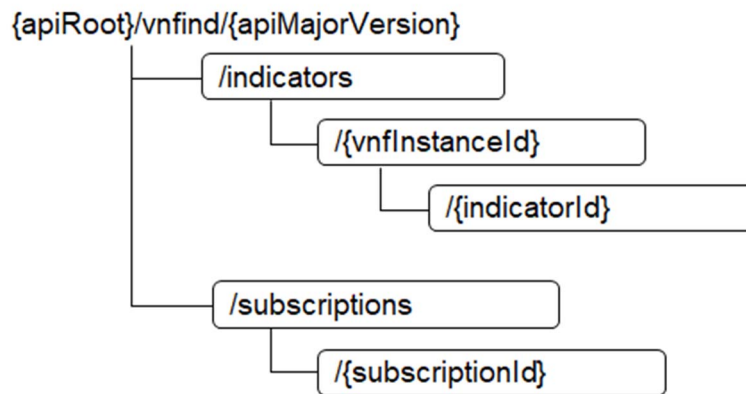 {apiRoot}/vnfind/{apiMajorVersion}
/indicators
/{vnfInstanceId}
/{indicatorId}
/subscriptions
/{subscriptionId}